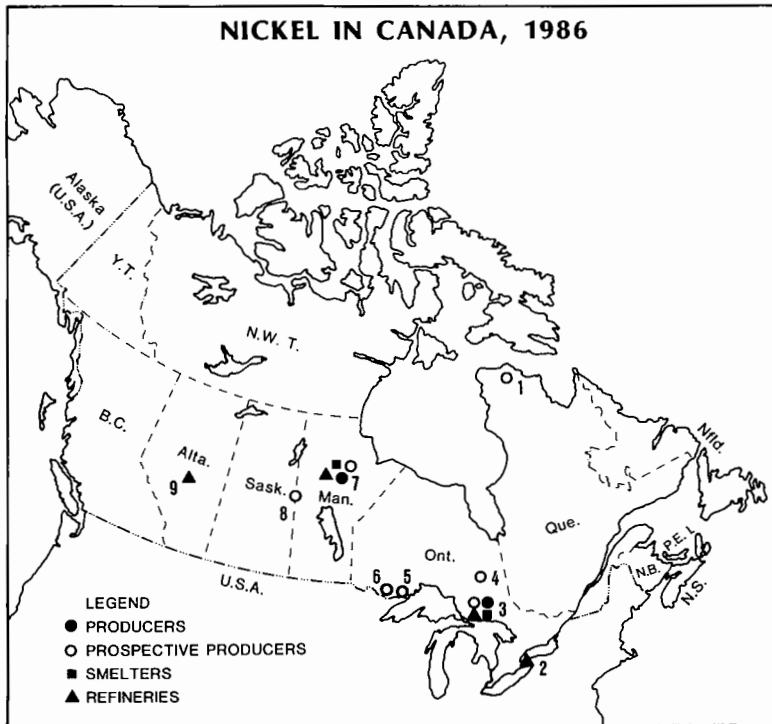 NICKEL IN CANADA, 1986
Alaska
(U.S.A.)
Y.T.
N.W.T.
1
B.C.
Alta.
9
Sask.
8
Man.
7
Nfld.
Que.
Ont.
P.E.I.
N.B.
N.S.
6
5
4
3
2
U.S.A.
LEGEND
PRODUCERS
PROSPECTIVE PRODUCERS
SMELTERS
REFINERIES